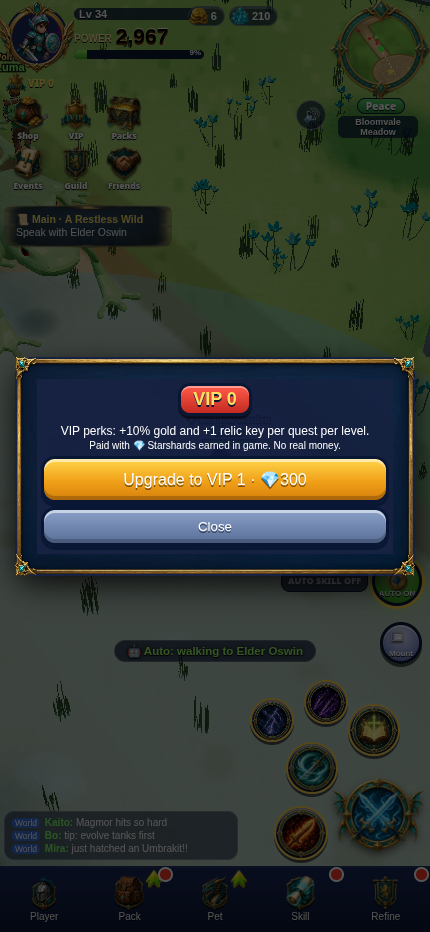 Lv 34
6
210
POWER 2,967
9%
Luma
VIP 0
Shop
VIP
Packs
Peace
Bloomvale
Meadow
Events
Guild
Friends
Main · A Restless Wild
Speak with Elder Oswin
VIP 0
VIP perks: +10% gold and +1 relic key per quest per level.
Paid with 💎 Starshards earned in game. No real money.
Upgrade to VIP 1 · 💎300
Close
AUTO SKILL OFF
AUTO ON
Auto: walking to Elder Oswin
Mount
World Kaito: Magmor hits so hard
World Bo: tip: evolve tanks first
World Mira: just hatched an Umbrakit!!
Player
Pack
Pet
Skill
Refine